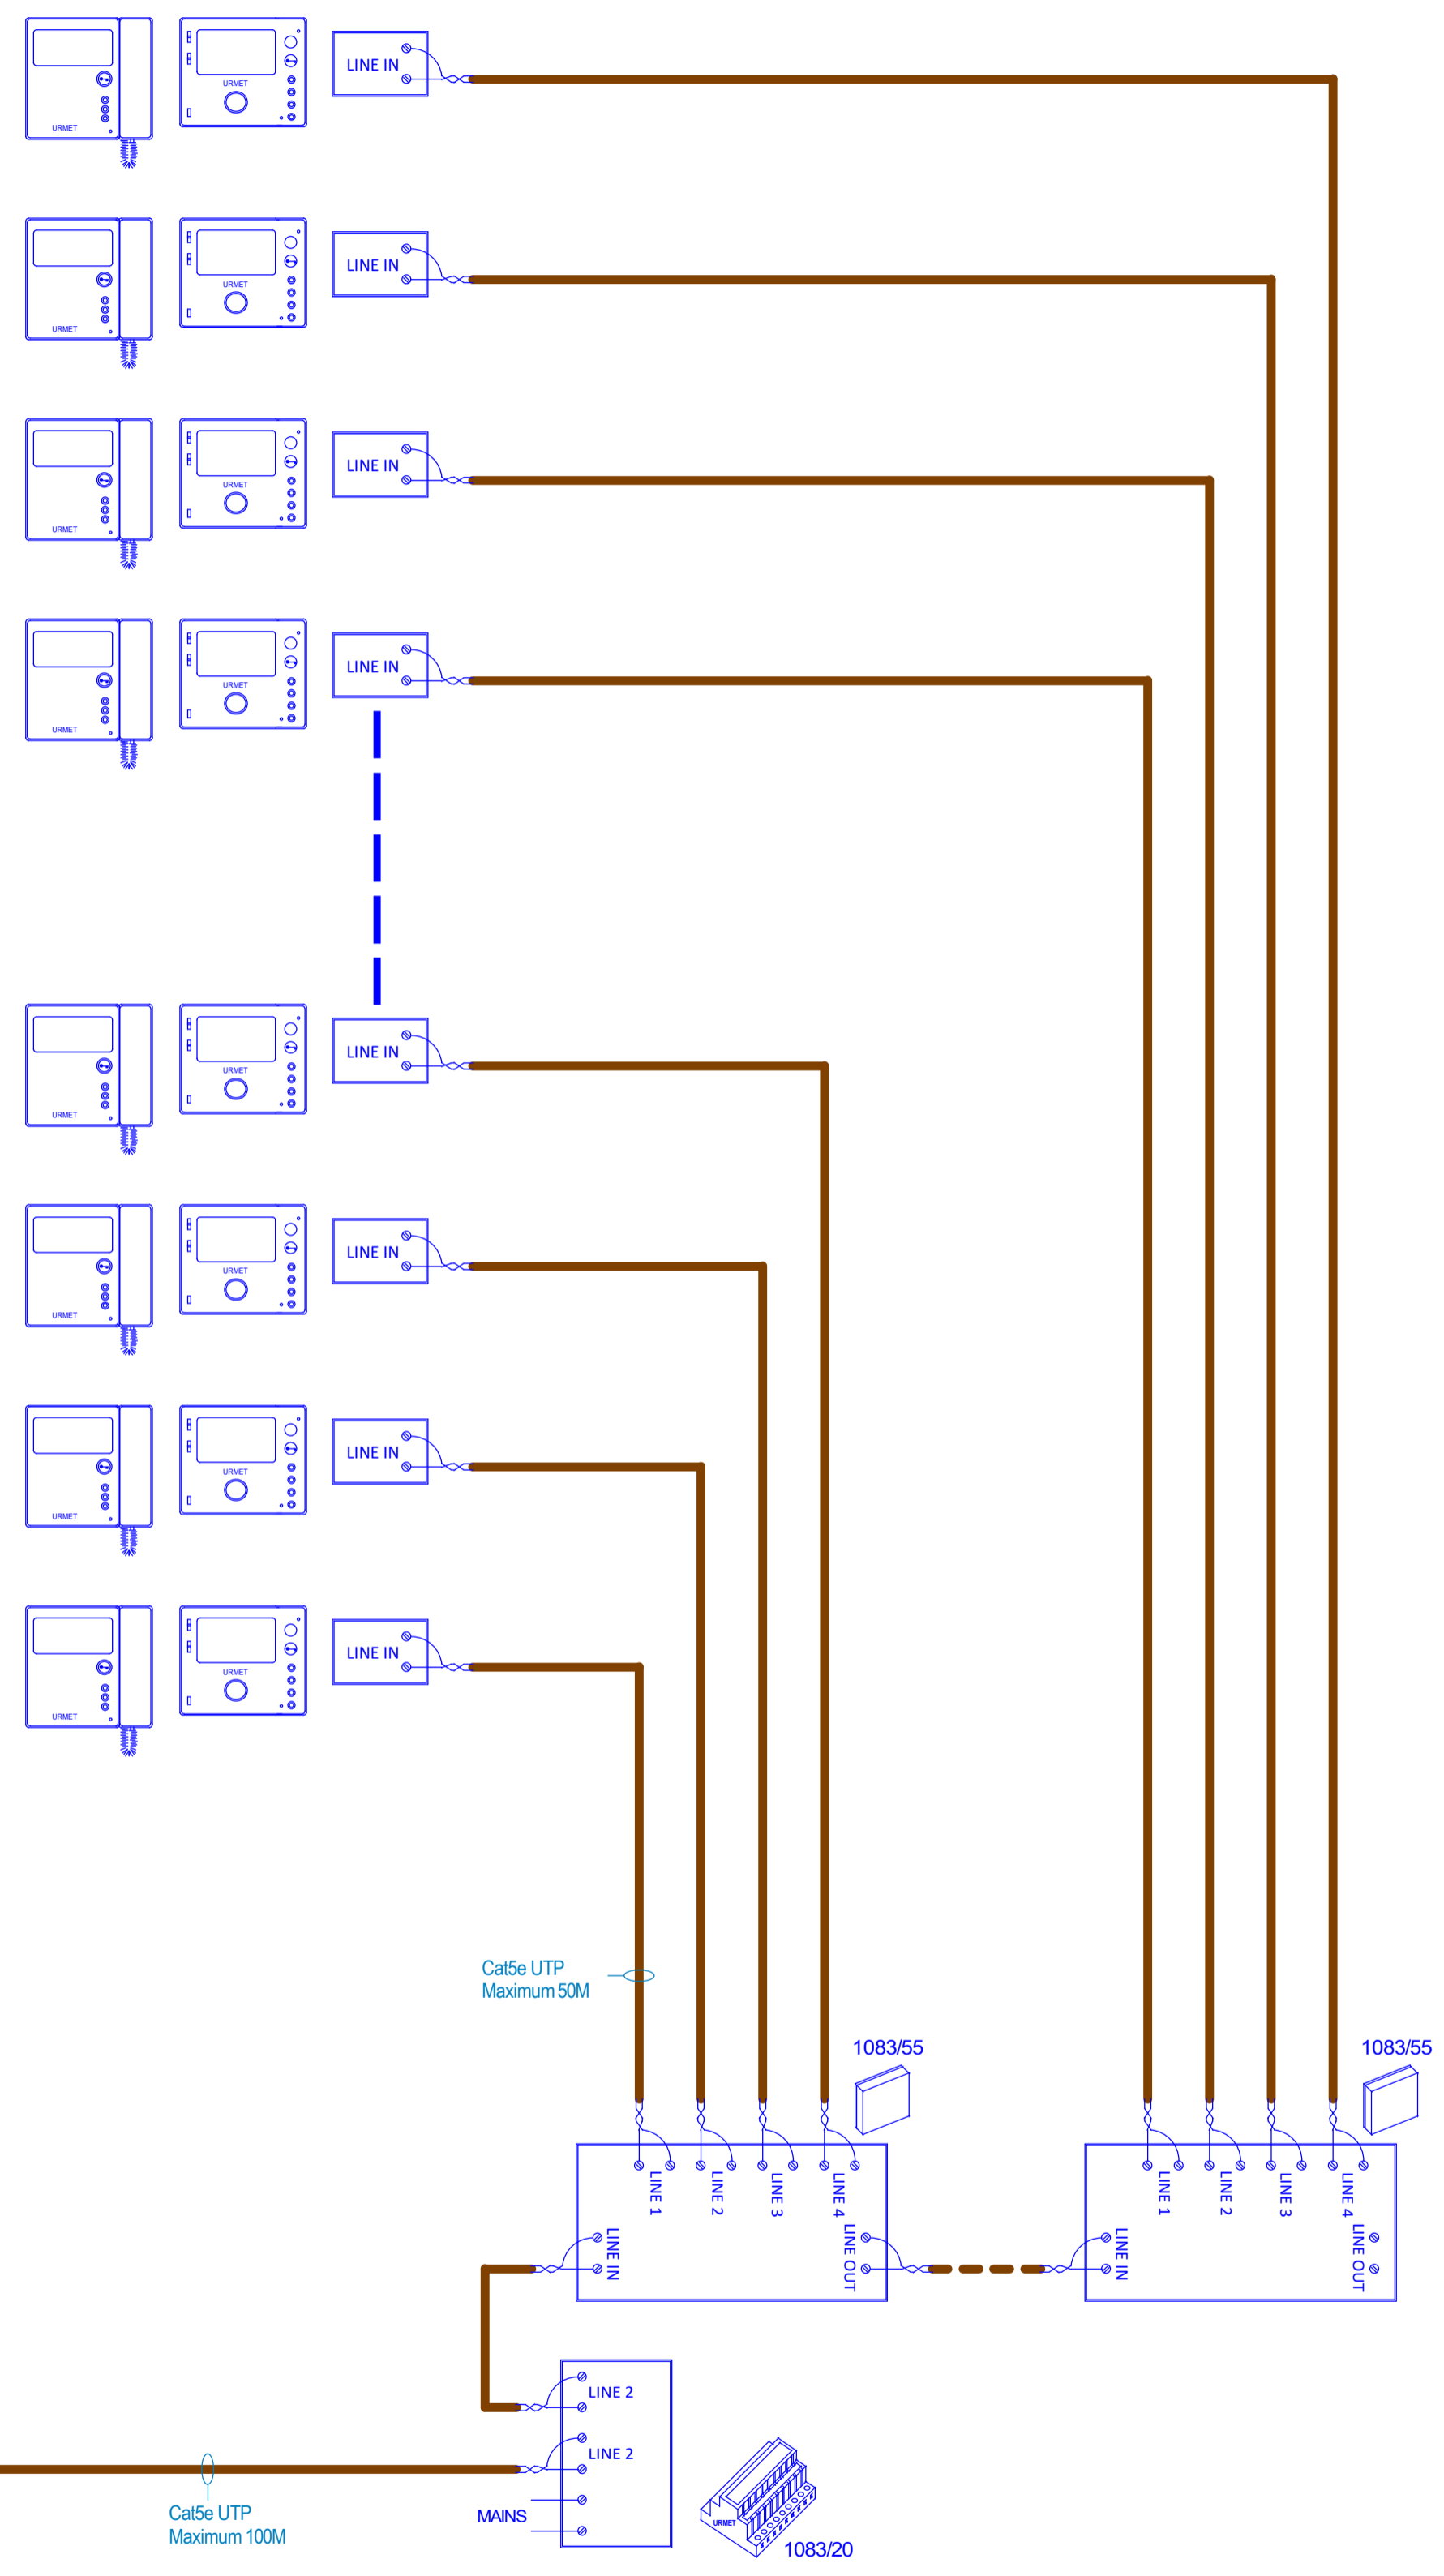 LINE IN
URMET
URMET
LINE IN
URMET
URMET
LINE IN
URMET
URMET
LINE IN
URMET
URMET
LINE IN
URMET
URMET
LINE IN
URMET
URMET
LINE IN
URMET
URMET
LINE IN
URMET
URMET
Cat5e UTP
Maximum 50M
1083/55
1083/55
LINE 1
LINE 2
LINE 3
LINE 4
LINE IN
LINE OUT
LINE 1
LINE 2
LINE 3
LINE 4
LINE IN
LINE OUT
LINE 2
LINE 2
MAINS
Cat5e UTP
Maximum 100M
URMET
1083/20